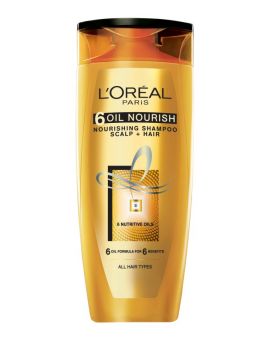 L'ORÉAL
PARIS
6 OIL NOURISH
NOURISHING SHAMPOO
SCALP + HAIR
6 NUTRITIVE OILS
6 OIL FORMULA FOR 6 BENEFITS
ALL HAIR TYPES